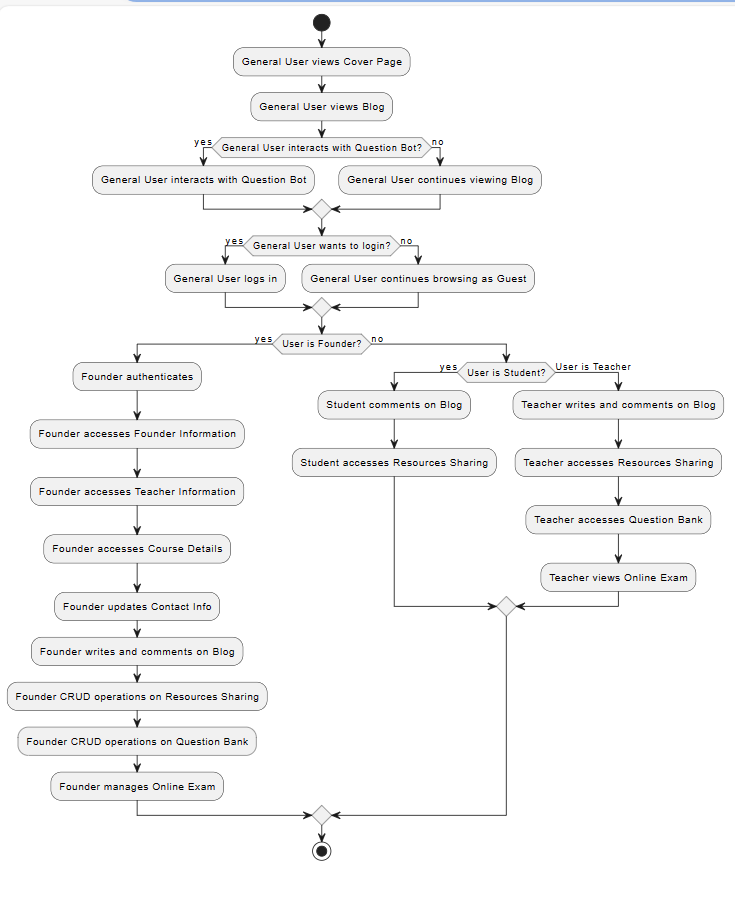 General User views Cover Page
General User views Blog
yes
General User interacts with Question Bot?
no
General User interacts with Question Bot
General User continues viewing Blog
yes
General User wants to login?
no
General User logs in
General User continues browsing as Guest
yes
User is Founder?
no
Founder authenticates
Founder accesses Founder Information
Founder accesses Teacher Information
Founder accesses Course Details
Founder updates Contact Info
Founder writes and comments on Blog
Founder CRUD operations on Resources Sharing
Founder CRUD operations on Question Bank
Founder manages Online Exam
yes
User is Student?
User is Teacher
Student comments on Blog
Student accesses Resources Sharing
Teacher writes and comments on Blog
Teacher accesses Resources Sharing
Teacher accesses Question Bank
Teacher views Online Exam